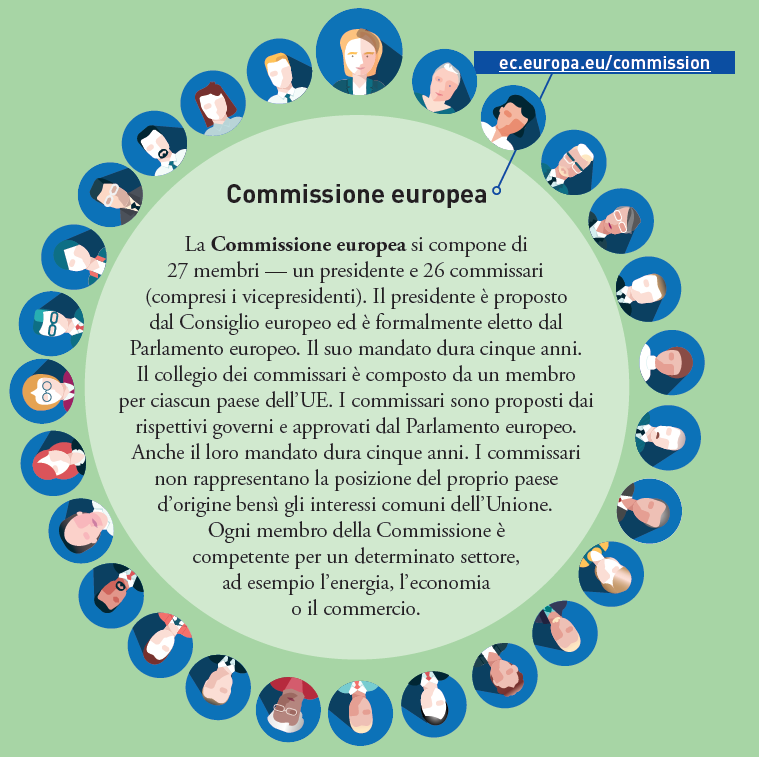 ec.europa.eu/commission
Commissione europea
La Commissione europea si compone di
27 membri — un presidente e 26 commissari
(compresi i vicepresidenti). Il presidente è proposto
dal Consiglio europeo ed è formalmente eletto dal
Parlamento europeo. Il suo mandato dura cinque anni.
Il collegio dei commissari è composto da un membro
per ciascun paese dell’UE. I commissari sono proposti dai
rispettivi governi e approvati dal Parlamento europeo.
Anche il loro mandato dura cinque anni. I commissari
non rappresentano la posizione del proprio paese
d’origine bensì gli interessi comuni dell’Unione.
Ogni membro della Commissione è
competente per un determinato settore,
ad esempio l’energia, l’economia
o il commercio.